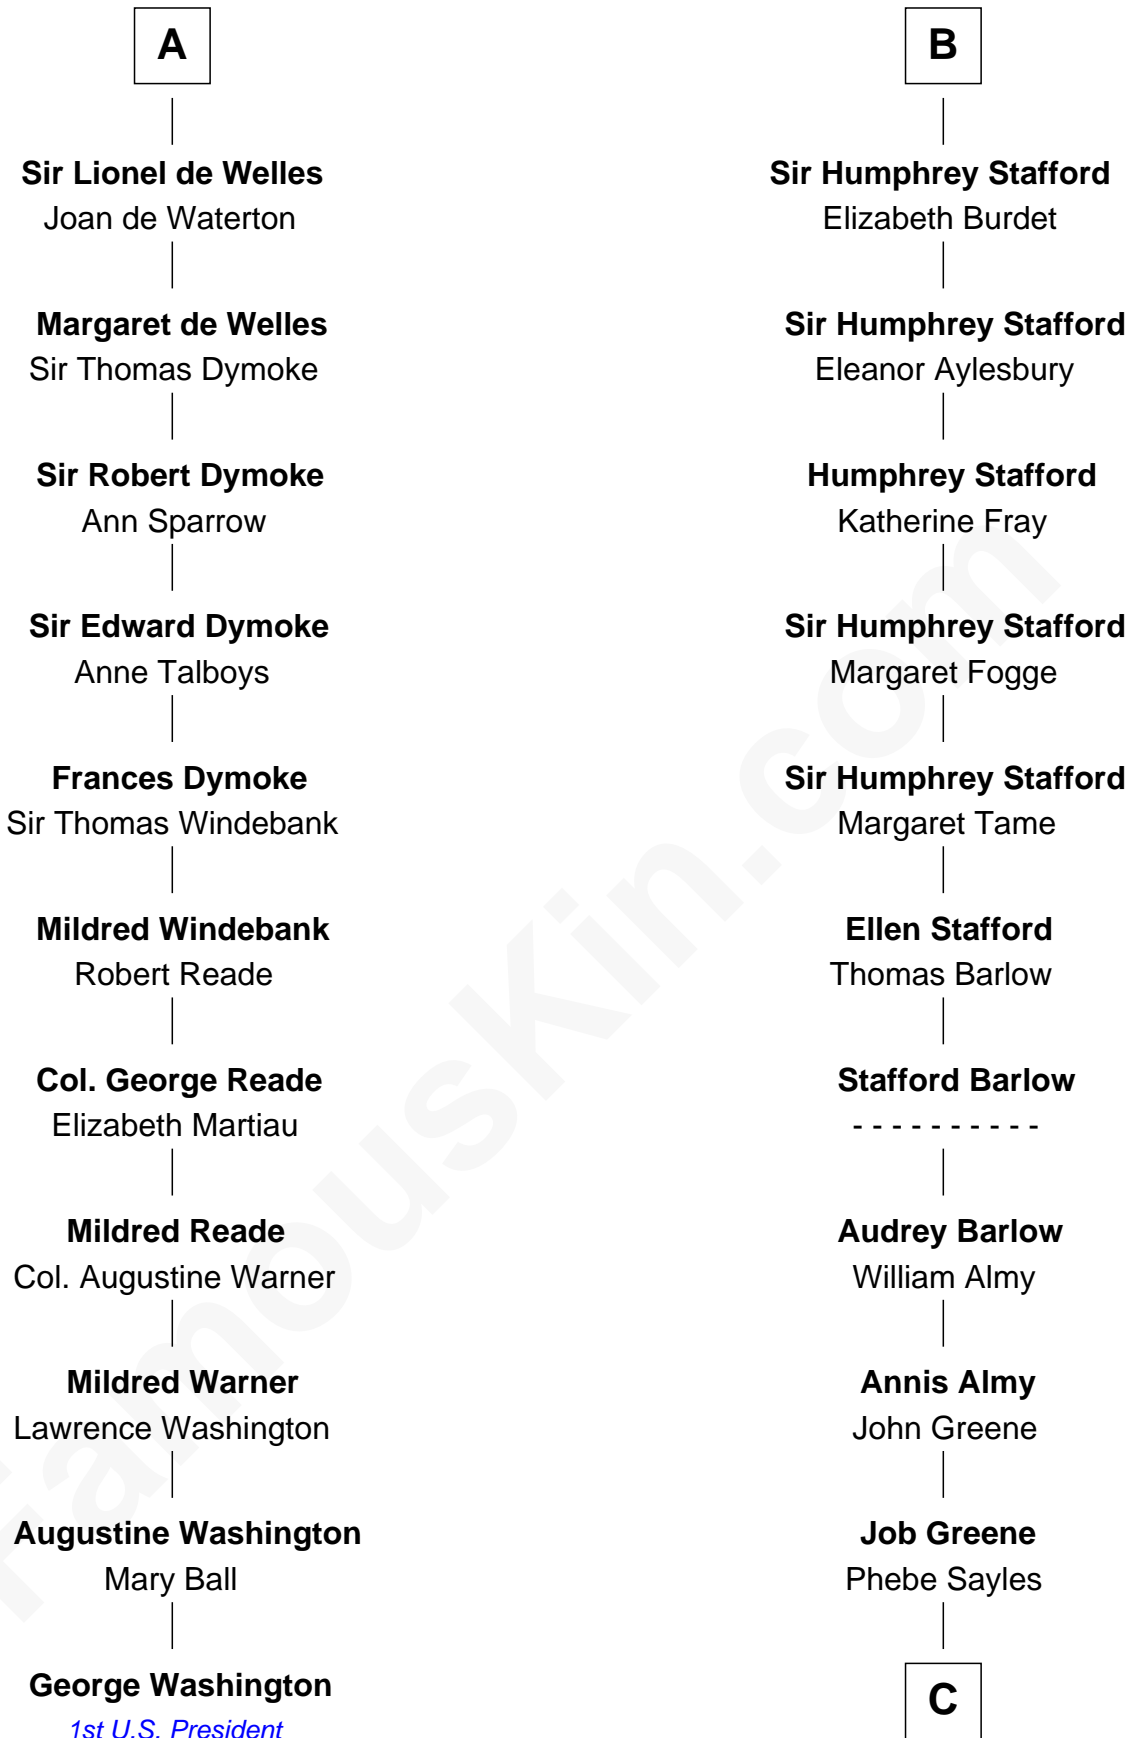 A
Sir Lionel de Welles
Joan de Waterton
Margaret de Welles
Sir Thomas Dymoke
Sir Robert Dymoke
Ann Sparrow
Sir Edward Dymoke
Anne Talboys
Frances Dymoke
Sir Thomas Windebank
Mildred Windebank
Robert Reade
Col. George Reade
Elizabeth Martiau
Mildred Reade
Col. Augustine Warner
Mildred Warner
Lawrence Washington
Augustine Washington
Mary Ball
George Washington
1st U.S. President
B
Sir Humphrey Stafford
Elizabeth Burdet
Sir Humphrey Stafford
Eleanor Aylesbury
Humphrey Stafford
Katherine Fray
Sir Humphrey Stafford
Margaret Fogge
Sir Humphrey Stafford
Margaret Tame
Ellen Stafford
Thomas Barlow
Stafford Barlow
- - - - - - - - - -
Audrey Barlow
William Almy
Annis Almy
John Greene
Job Greene
Phebe Sayles
C
FamousKin.com